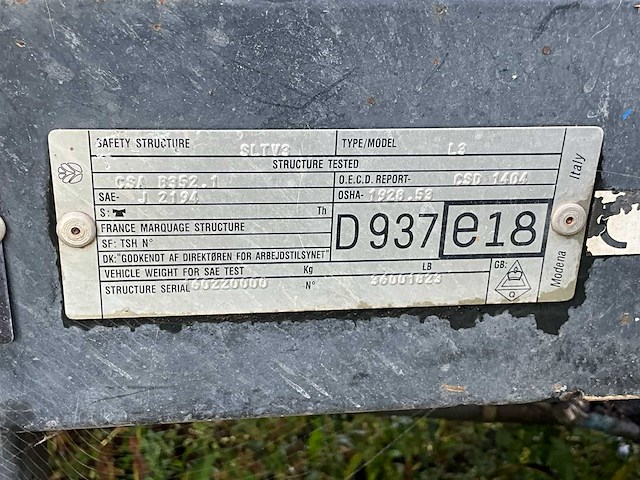 SAFETY STRUCTURE SLTV3 TYPE/MODEL L3
STRUCTURE TESTED
CSA B352.1 O.E.C.D. REPORT- CSD 1404
SAE- J 2194 OSHA- 1928.53
S: Th
FRANCE MARQUAGE STRUCTURE
SF: TSH N°
D 937 e18
DK: "GODKENDT AF DIREKTØREN FOR ARBEJDSTILSYNET"
VEHICLE WEIGHT FOR SAE TEST Kg LB
GB:
STRUCTURE SERIAL N°
Modena Italy